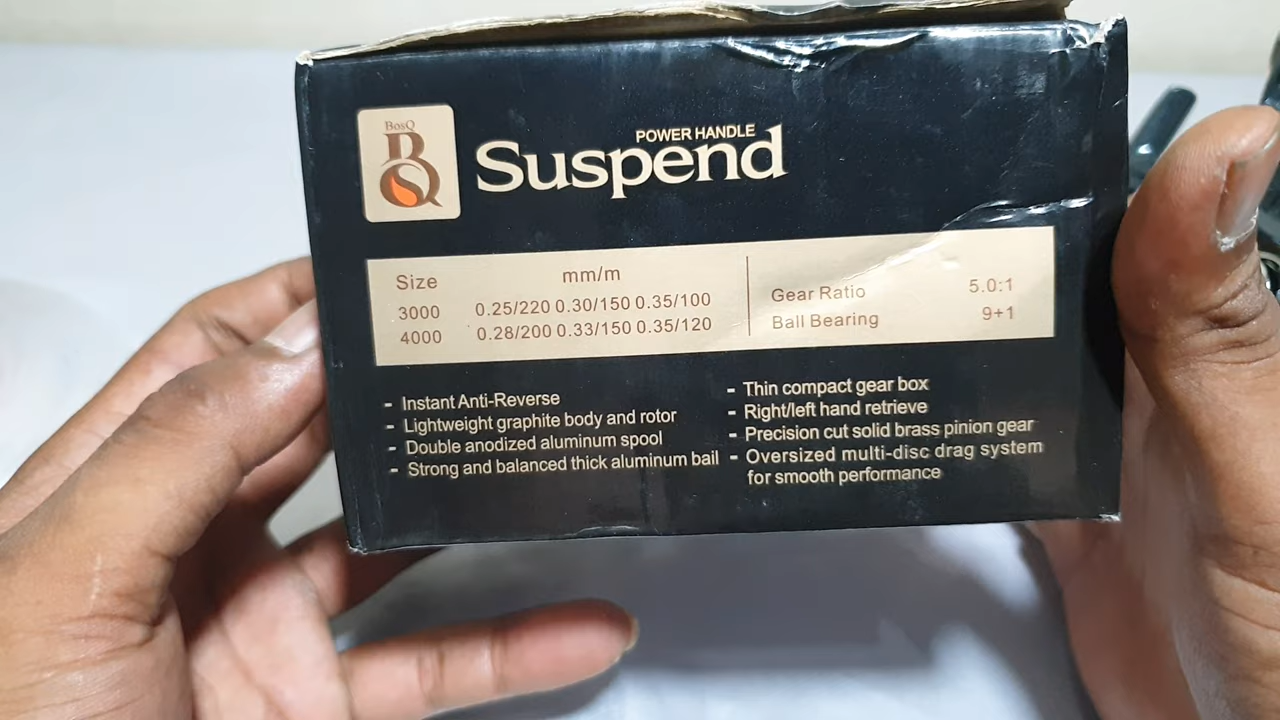 BosQ
BSQ
POWER HANDLE
Suspend
Size mm/m
3000 0.25/220 0.30/150 0.35/100
4000 0.28/200 0.33/150 0.35/120
Gear Ratio 5.0:1
Ball Bearing 9+1
- Instant Anti-Reverse
- Lightweight graphite body and rotor
- Double anodized aluminum spool
- Strong and balanced thick aluminum bail
- Thin compact gear box
- Right/left hand retrieve
- Precision cut solid brass pinion gear
- Oversized multi-disc drag system
for smooth performance